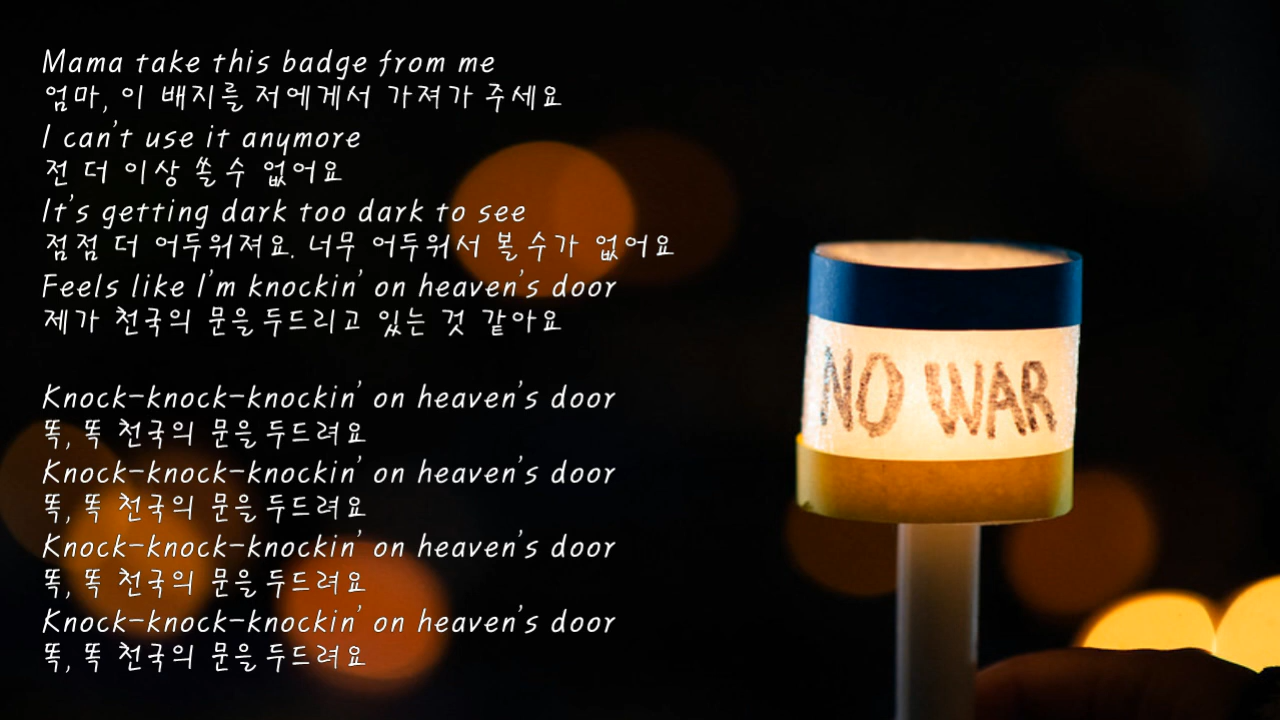 Mama take this badge from me
엄마, 이 배지를 저에게서 가져가 주세요
I can't use it anymore
전 더 이상 쓸 수 없어요
It's getting dark too dark to see
점점 더 어두워져요. 너무 어두워서 볼 수가 없어요
Feels like I'm knockin' on heaven's door
제가 천국의 문을 두드리고 있는 것 같아요
Knock-knock-knockin' on heaven's door
똑, 똑 천국의 문을 두드려요
Knock-knock-knockin' on heaven's door
똑, 똑 천국의 문을 두드려요
Knock-knock-knockin' on heaven's door
똑, 똑 천국의 문을 두드려요
Knock-knock-knockin' on heaven's door
똑, 똑 천국의 문을 두드려요
NO WAR